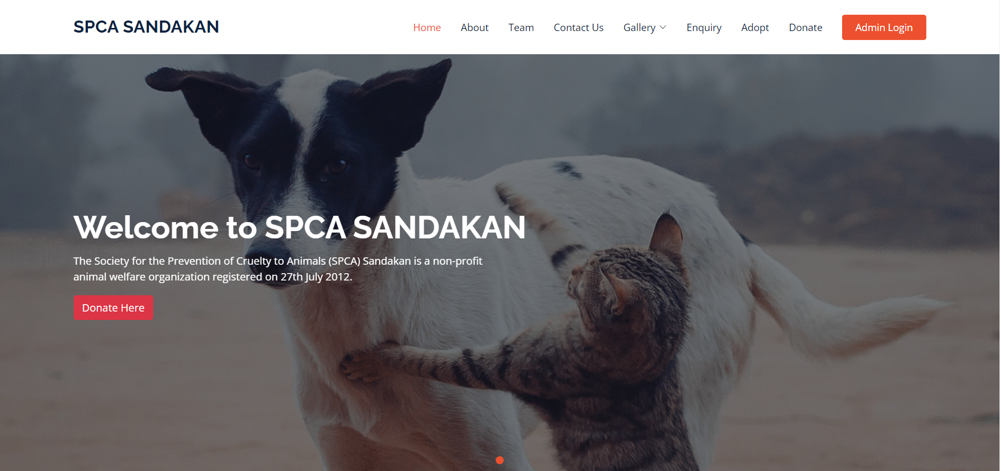 SPCA SANDAKAN
Home About Team Contact Us Gallery Enquiry Adopt Donate Admin Login
Welcome to SPCA SANDAKAN
The Society for the Prevention of Cruelty to Animals (SPCA) Sandakan is a non-profit
animal welfare organization registered on 27th July 2012.
Donate Here